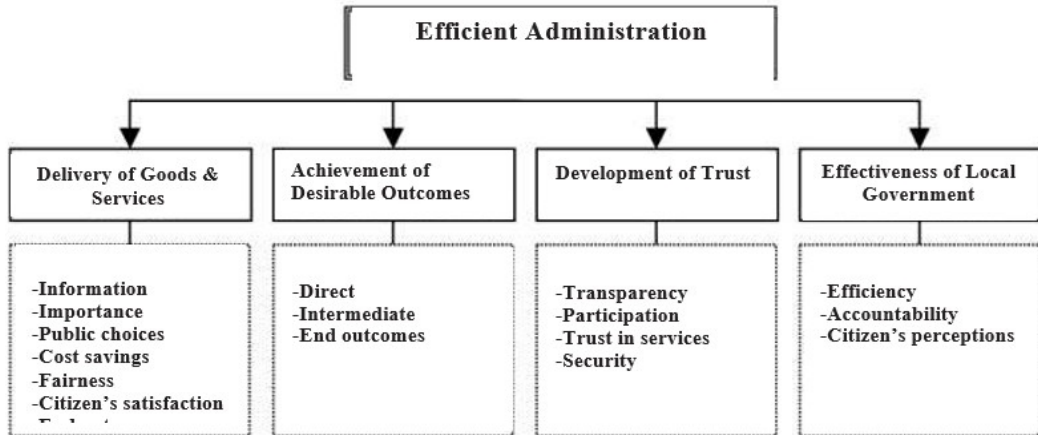 Efficient Administration
Delivery of Goods &
Services
Achievement of
Desirable Outcomes
Development of Trust
Effectiveness of Local
Government
-Information
-Importance
-Public choices
-Cost savings
-Fairness
-Citizen’s satisfaction
-Direct
-Intermediate
-End outcomes
-Transparency
-Participation
-Trust in services
-Security
-Efficiency
-Accountability
-Citizen’s perceptions